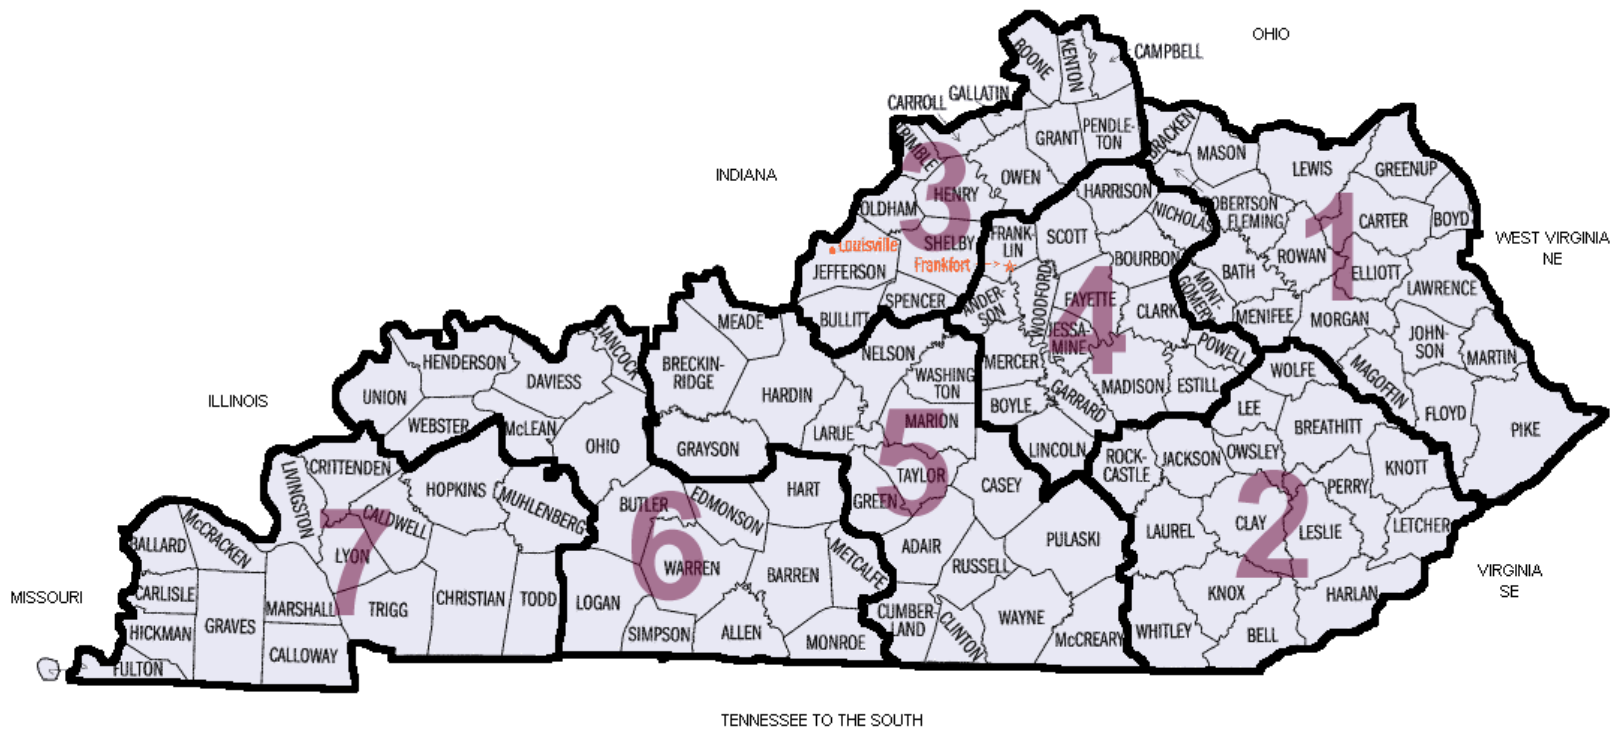 OHIO
BOONE
KENTON
CAMPBELL
CARROLL
GALLATIN
TRIMBLE
GRANT
PENDLE-
TON
BRACKEN
MASON
LEWIS
GREENUP
INDIANA
3
HENRY
OWEN
HARRISON
NICHOLAS
ROBERTSON
FLEMING
1
CARTER
BOYD
OLDHAM
SHELBY
FRANK-
LIN
SCOTT
BOURBON
ROWAN
ELLIOTT
WEST VIRGINIA
NE
Louisville
Frankfort
JEFFERSON
SPENCER
BULLITT
ANDER-
SON
WOODFORD
FAYETTE
4
CLARK
MONT-
GOMERY
BATH
MENIFEE
MORGAN
LAWRENCE
JOHN-
SON
MARTIN
MEADE
BRECKIN-
RIDGE
HARDIN
NELSON
WASHING
TON
MERCER
JESSA-
MINE
POWELL
WOLFE
MAGOFFIN
HANCOCK
HENDERSON
DAVIESS
UNION
WEBSTER
McLEAN
OHIO
ILLINOIS
GRAYSON
LARUE
MARION
5
BOYLE
GARRARD
MADISON
ESTILL
LEE
BREATHITT
FLOYD
PIKE
LINCOLN
ROCK-
CASTLE
JACKSON
OWSLEY
KNOTT
LIVINGSTON
CRITTENDEN
HOPKINS
MUHLENBERG
BUTLER
EDMONSON
HART
GREEN
TAYLOR
CASEY
PERRY
2
CLAY
LESLIE
LETCHER
LAUREL
BALLARD
McCRACKEN
CALDWELL
7
LYON
6
WARREN
BARREN
METCALFE
ADAIR
RUSSELL
PULASKI
KNOX
HARLAN
VIRGINIA
SE
MISSOURI
CARLISLE
HICKMAN
GRAVES
MARSHALL
TRIGG
CHRISTIAN
TODD
LOGAN
SIMPSON
ALLEN
MONROE
CUMBER-
LAND
CLINTON
WAYNE
McCREARY
WHITLEY
BELL
FULTON
CALLOWAY
TENNESSEE TO THE SOUTH